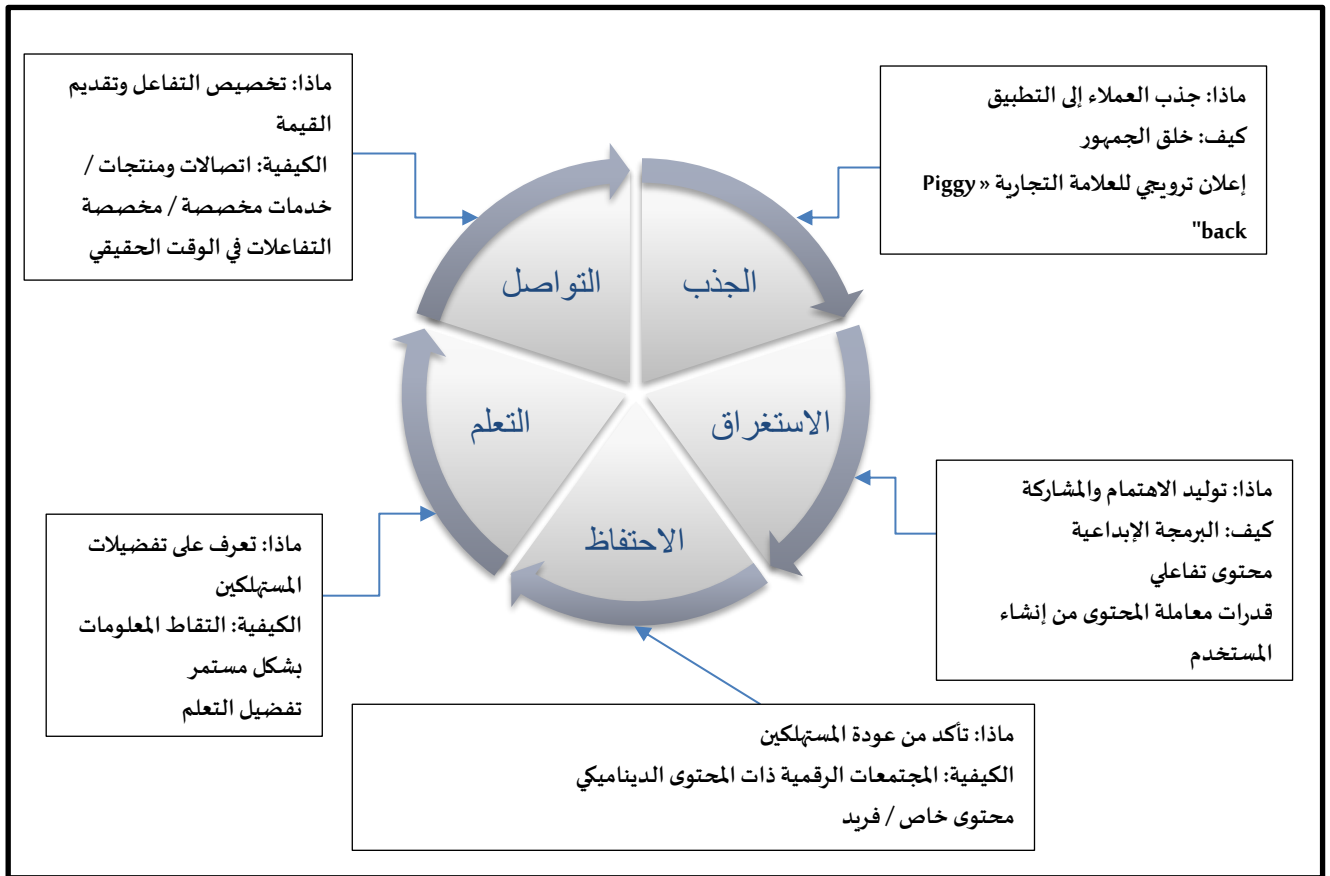 ماذا: جذب العملاء إلى التطبيق
كيف: خلق الجمهور
إعلان ترويجي للعلامة التجارية « Piggy
back"
ماذا: تخصيص التفاعل وتقديم
القيمة
الكيفية: اتصالات ومنتجات /
خدمات مخصصة / مخصصة
التفاعلات في الوقت الحقيقي
الجذب
التواصل
الاستغراق
التعلم
الاحتفاظ
ماذا: توليد الاهتمام والمشاركة
كيف: البرمجة الإبداعية
محتوى تفاعلي
قدرات معاملة المحتوى من إنشاء
المستخدم
ماذا: تعرف على تفضيلات
المستهلكين
الكيفية: التقاط المعلومات
بشكل مستمر
تفضيل التعلم
ماذا: تأكد من عودة المستهلكين
الكيفية: المجتمعات الرقمية ذات المحتوى الديناميكي
محتوى خاص / فريد